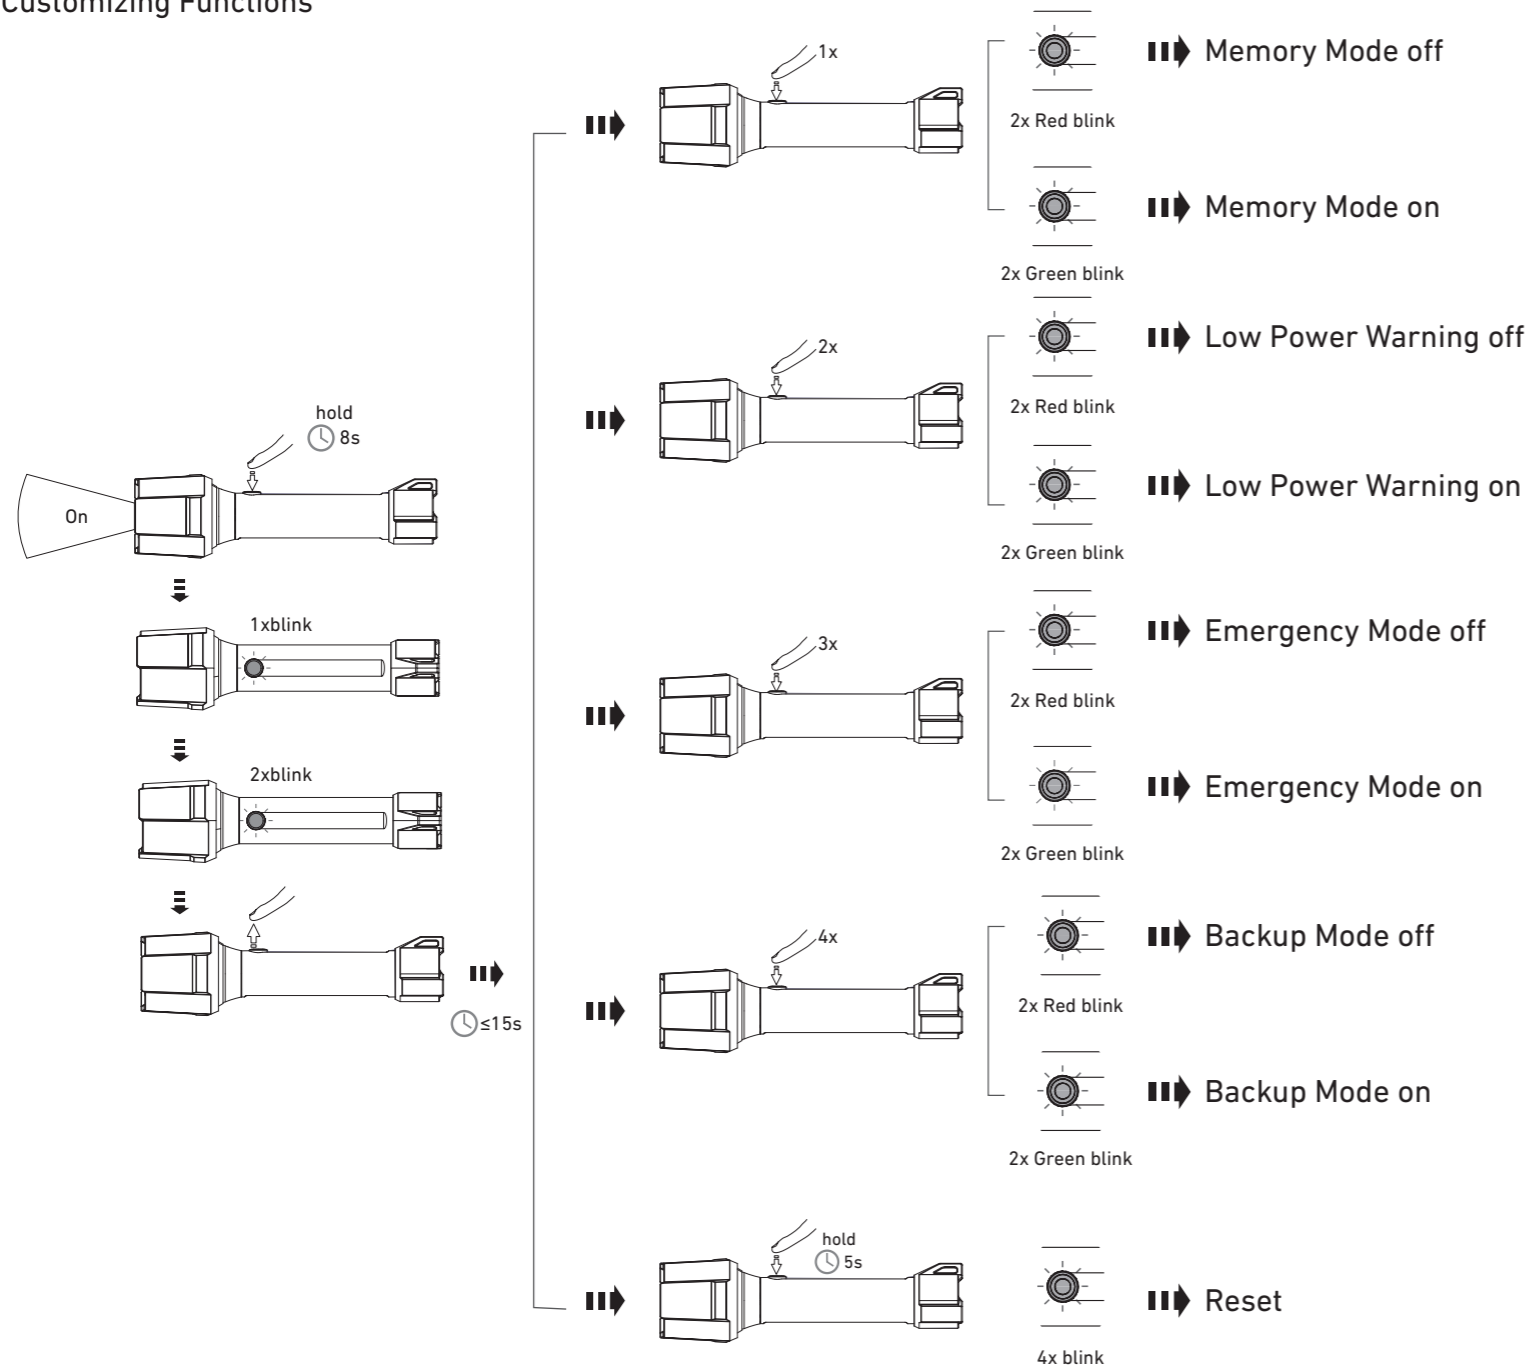 Customizing Functions
hold
8s
On
1xblink
2xblink
≤15s
1x
2x Red blink
Memory Mode off
2x Green blink
Memory Mode on
2x
2x Red blink
Low Power Warning off
2x Green blink
Low Power Warning on
3x
2x Red blink
Emergency Mode off
2x Green blink
Emergency Mode on
4x
2x Red blink
Backup Mode off
2x Green blink
Backup Mode on
hold
5s
4x blink
Reset